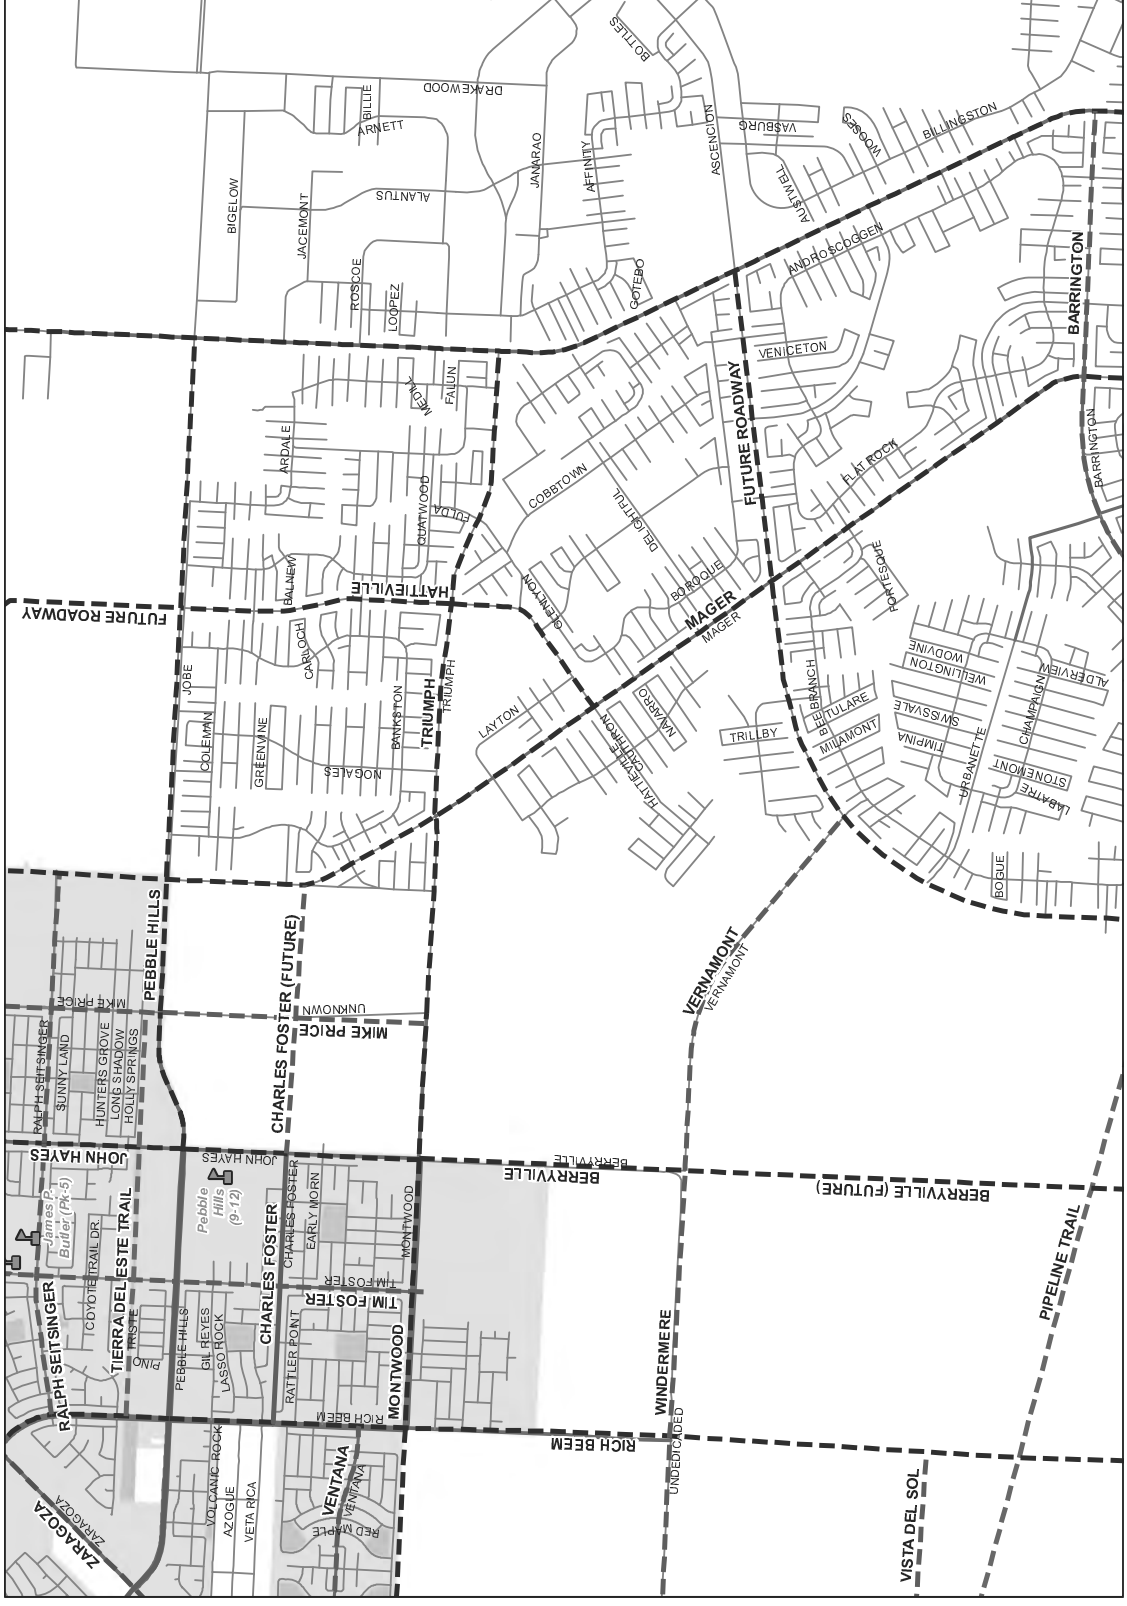 BOTTLES
DRAKEWOOD
BILLIE
ARNETT
VASBURG
WOOSES
BILLINGSTON
ASCENCION
JANARAO
AFFINITY
ALANTUS
AUSTWELL
BIGELOW
JACEMONT
ANDROSCOGGEN
ROSCOE
LOOPEZ
GOTEBO
BARRINGTON
VENICETON
FUTURE ROADWAY
MEDILL
FALUN
ARDALE
COBBTOWN
FLAT ROCK
BARRINGTON
QUATWOOD
FULDA
DELIGHTFUL
BALNEW
HATTIEVILLE
GLENLYON
BOROQUE
PORTESQUE
FUTURE ROADWAY
MAGER
MAGER
CARLOCH
JOBE
TRIUMPH
TRIUMPH
WODVINE
WELLINGTON
ALDERVIEW
LAYTON
NAVARRO
BEE BRANCH
TULARE
SWISSVALE
CHAMPAIGN
COLEMAN
GREENVINE
BANKSTON
NOGALES
CAUTHRON
HATTIEVILLE
TRILLBY
MILAMONT
TIMPINA
URBANETTE
STONEMONT
LABATRE
BOGUE
PEBBLE HILLS
CHARLES FOSTER (FUTURE)
VERNAMONT
VERNAMONT
MIKE PRICE
UNKNOWN
MIKE PRICE
RALPH SEITSINGER
SUNNY LAND
HUNTERS GROVE
LONG SHADOW
HOLLY SPRINGS
JOHN HAYES
JOHN HAYES
BERRYVILLE
BERRYVILLE
BERRYVILLE (FUTURE)
James P.
Butler (Pk-5)
Pebble
Hills
(9-12)
CHARLES FOSTER
EARLY MORN
MONTWOOD
COYOTE TRAIL DR.
TIERRA DEL ESTE TRAIL
CHARLES FOSTER
TIM FOSTER
TIM FOSTER
PIPELINE TRAIL
RALPH SEITSINGER
TRISTE
PINO
PEBBLE HILLS
GIL REYES
LASSO ROCK
RATTLER POINT
MONTWOOD
WINDERMERE
RICH BEEM
RICH BEEM
UNDEDICADED
VOLCANIC ROCK
AZOGUE
VETA RICA
VENTANA
VENTANA
RED MAPLE
ZARAGOZA
ZARAGOZA
VISTA DEL SOL